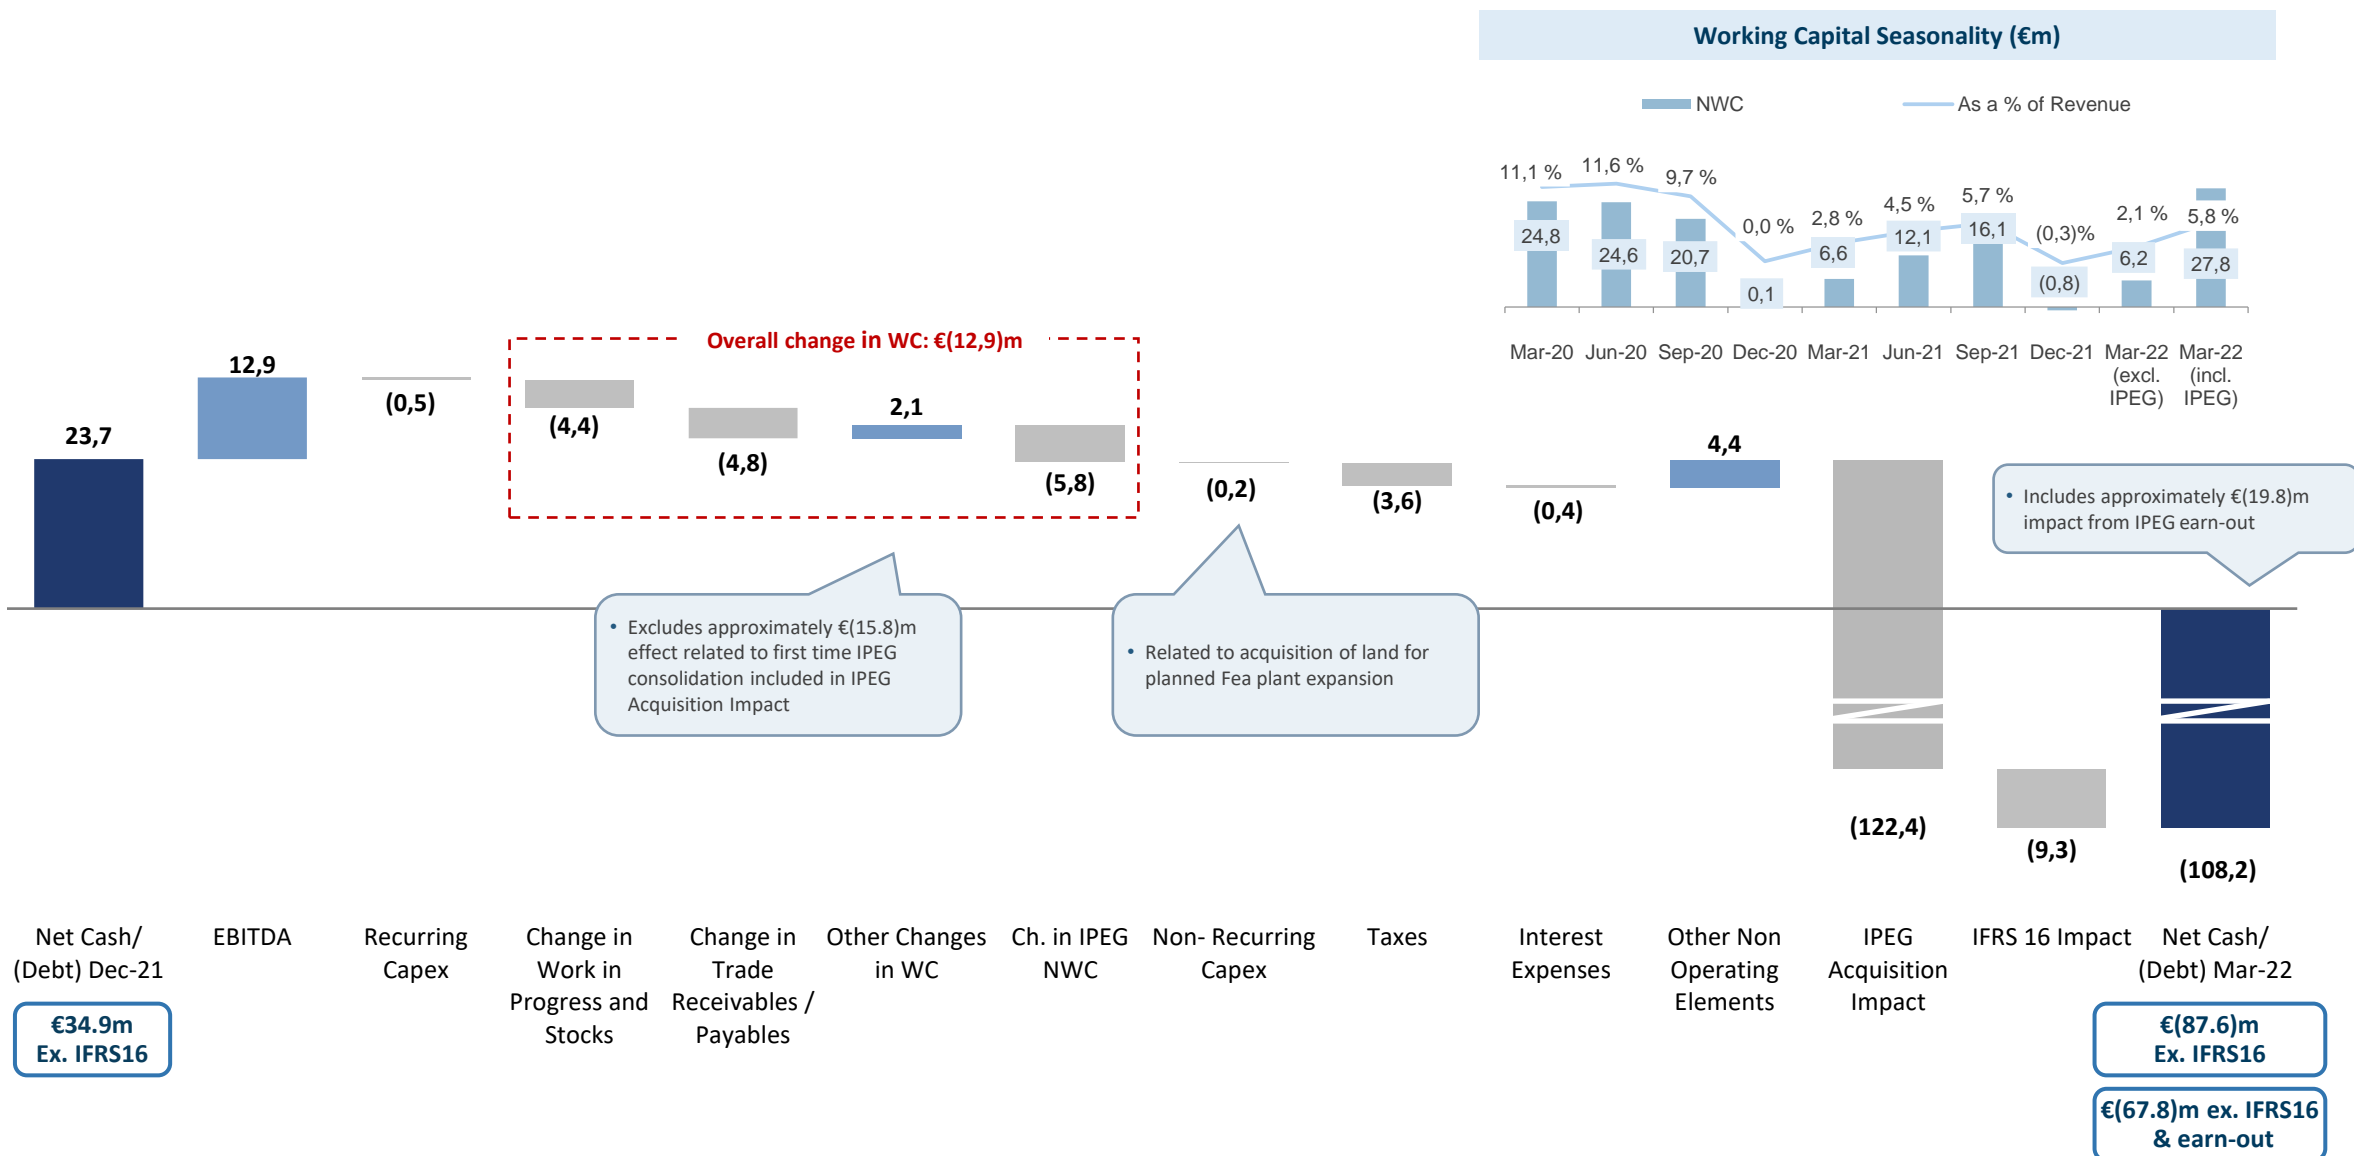 Working Capital Seasonality (€m)
NWC
As a % of Revenue
11,1 %
11,6 %
9,7 %
0,0 %
2,8 %
4,5 %
5,7 %
(0,3)%
2,1 %
5,8 %
24,8
24,6
20,7
0,1
6,6
12,1
16,1
(0,8)
6,2
27,8
Mar-20
Jun-20
Sep-20
Dec-20
Mar-21
Jun-21
Sep-21
Dec-21
Mar-22
(excl.
IPEG)
Mar-22
(incl.
IPEG)
Overall change in WC: €(12,9)m
23,7
12,9
(0,5)
(4,4)
(4,8)
2,1
(5,8)
(0,2)
(3,6)
(0,4)
4,4
(122,4)
(9,3)
(108,2)
• Excludes approximately €(15.8)m
effect related to first time IPEG
consolidation included in IPEG
Acquisition Impact
• Related to acquisition of land for
planned Fea plant expansion
• Includes approximately €(19.8)m
impact from IPEG earn-out
Net Cash/
(Debt) Dec-21
EBITDA
Recurring
Capex
Change in
Work in
Progress and
Stocks
Change in
Trade
Receivables /
Payables
Other Changes
in WC
Ch. in IPEG
NWC
Non- Recurring
Capex
Taxes
Interest
Expenses
Other Non
Operating
Elements
IPEG
Acquisition
Impact
IFRS 16 Impact
Net Cash/
(Debt) Mar-22
€34.9m
Ex. IFRS16
€(87.6)m
Ex. IFRS16
€(67.8)m ex. IFRS16
& earn-out